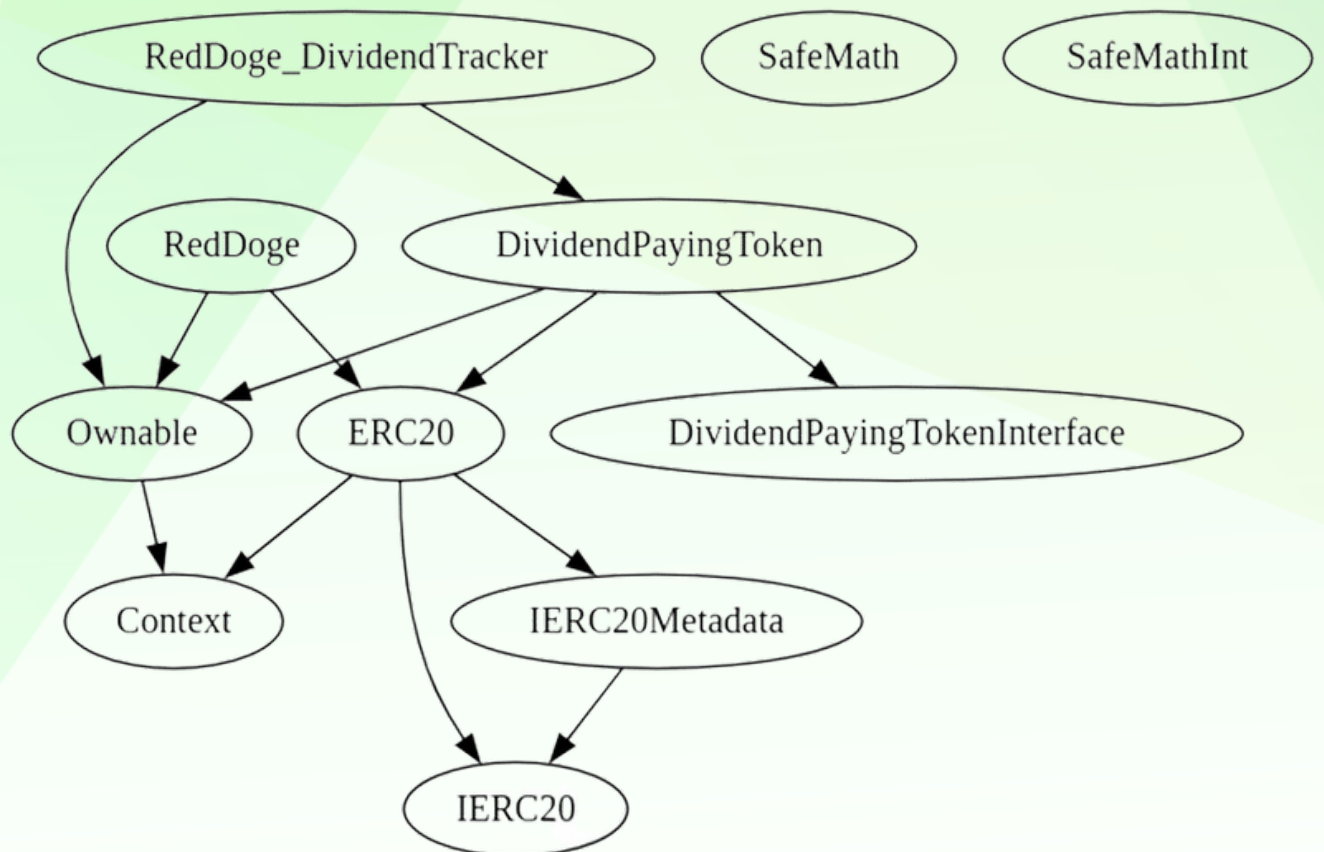 RedDoge_DividendTracker
SafeMath
SafeMathInt
RedDoge
DividendPayingToken
Ownable
ERC20
DividendPayingTokenInterface
Context
IERC20Metadata
IERC20